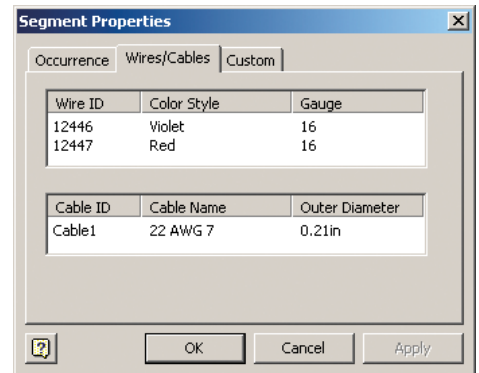 Segment Properties
Occurrence Wires/Cables Custom
Wire ID Color Style Gauge
12446 Violet 16
12447 Red 16
Cable ID Cable Name Outer Diameter
Cable1 22 AWG 7 0.21in
OK Cancel Apply